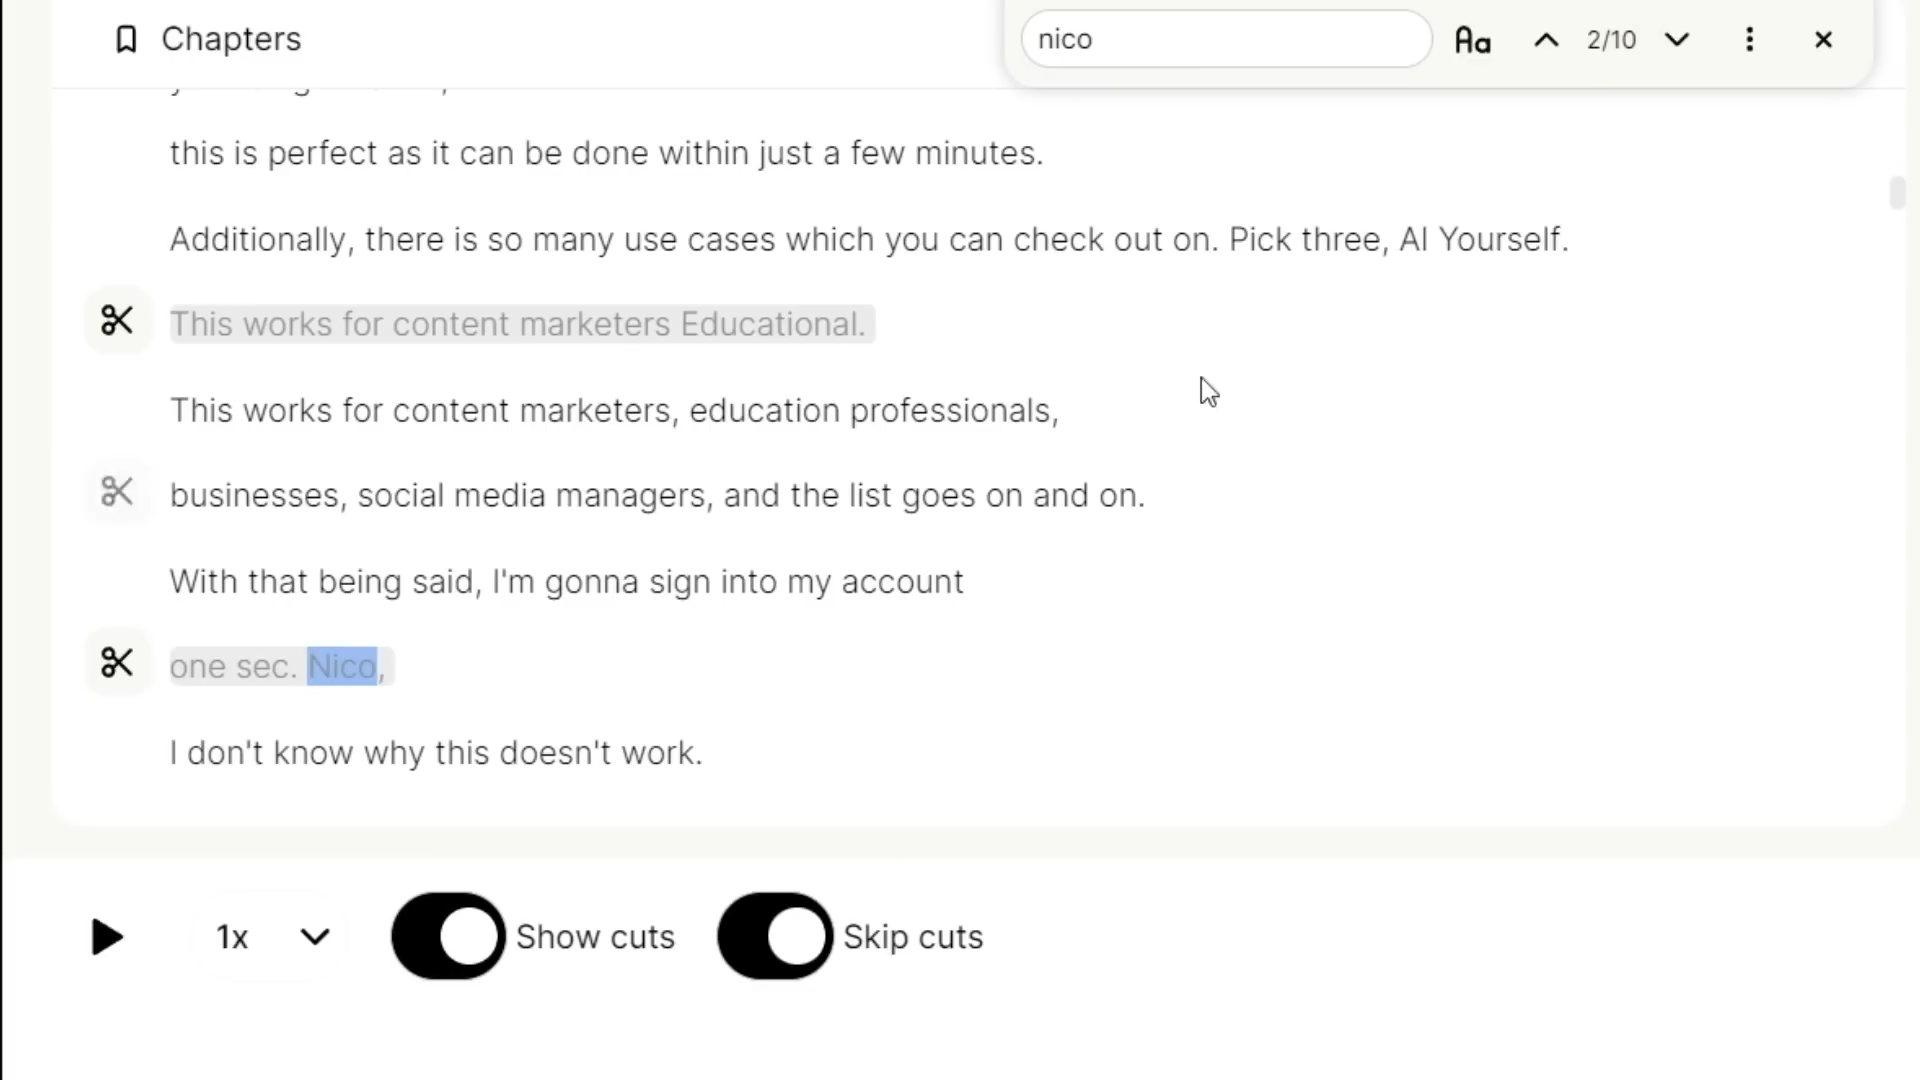 Chapters
nico
Aa
2/10
this is perfect as it can be done within just a few minutes.
Additionally, there is so many use cases which you can check out on. Pick three, AI Yourself.
This works for content marketers Educational.
This works for content marketers, education professionals,
businesses, social media managers, and the list goes on and on.
With that being said, I'm gonna sign into my account
one sec. Nico,
I don't know why this doesn't work.
1x
Show cuts
Skip cuts